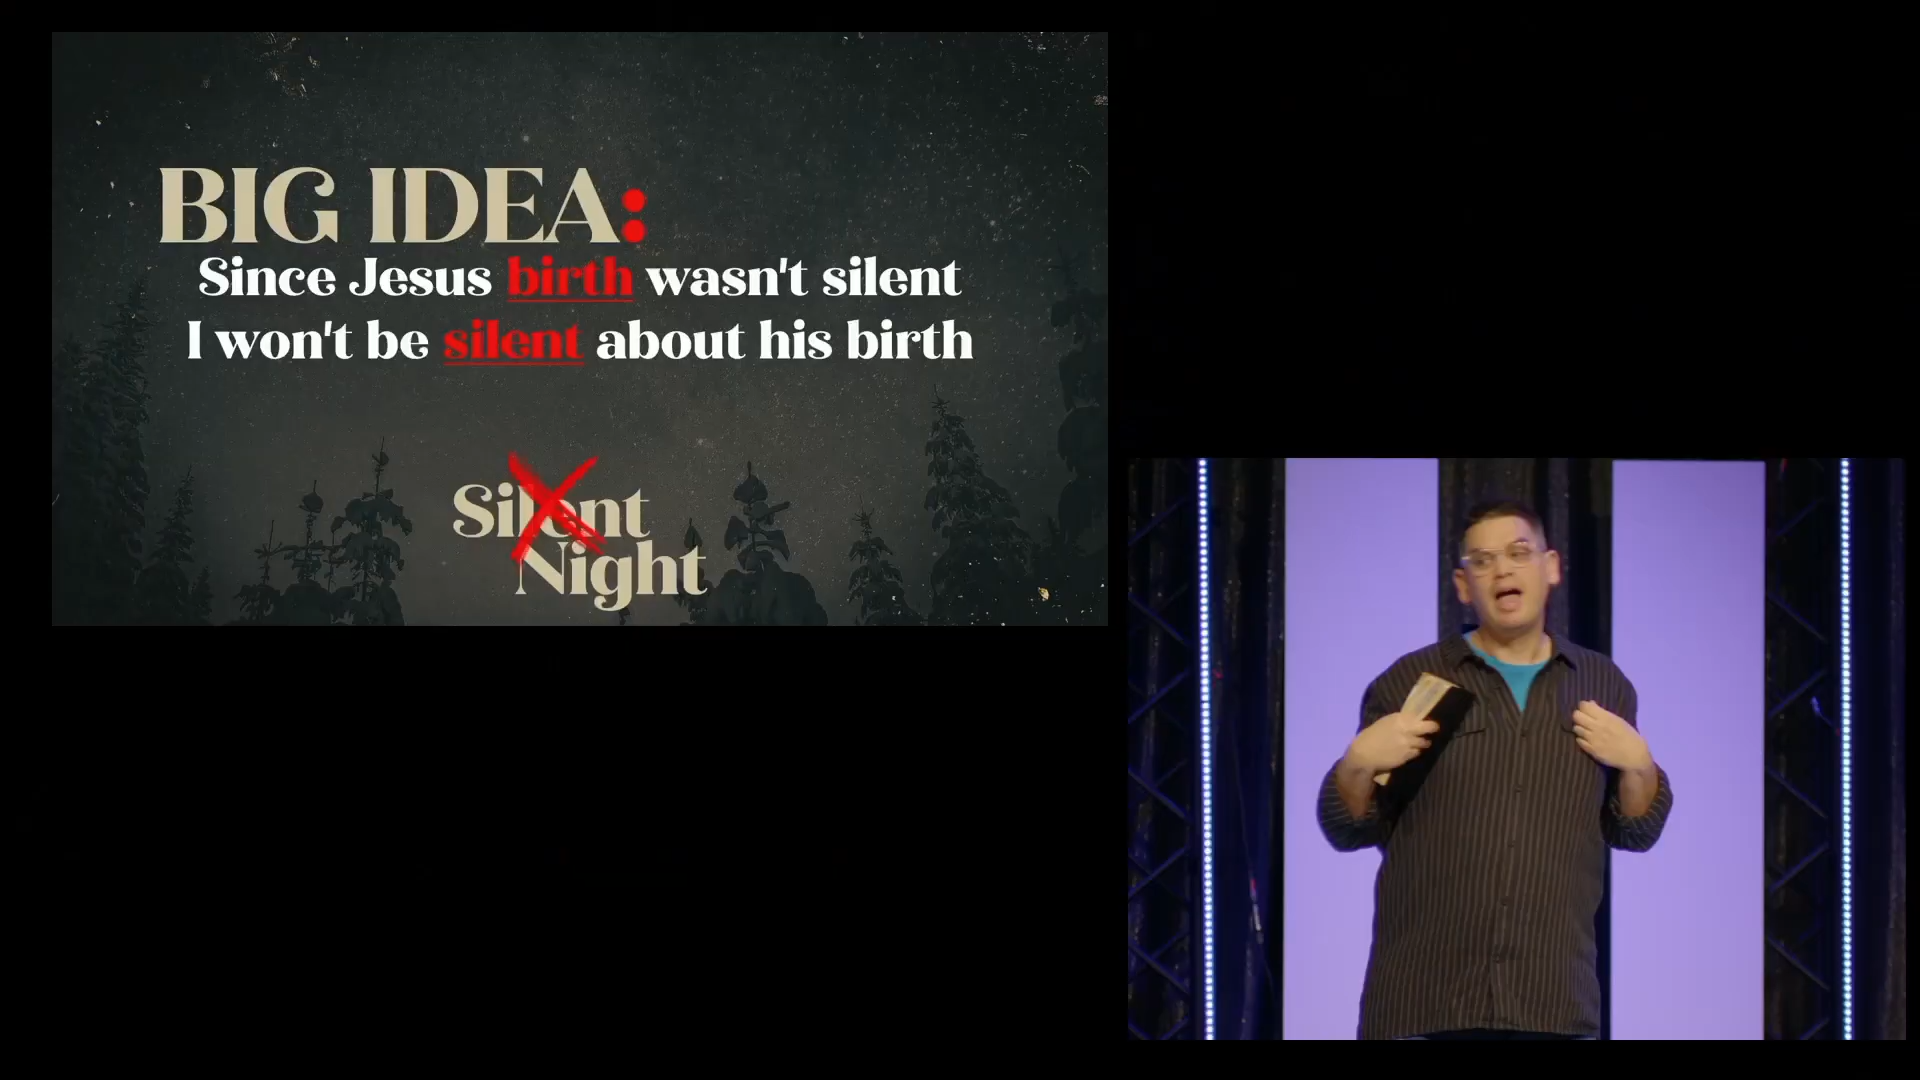 BIG IDEA:
Since Jesus birth wasn't silent
I won't be silent about his birth
Silent
Night